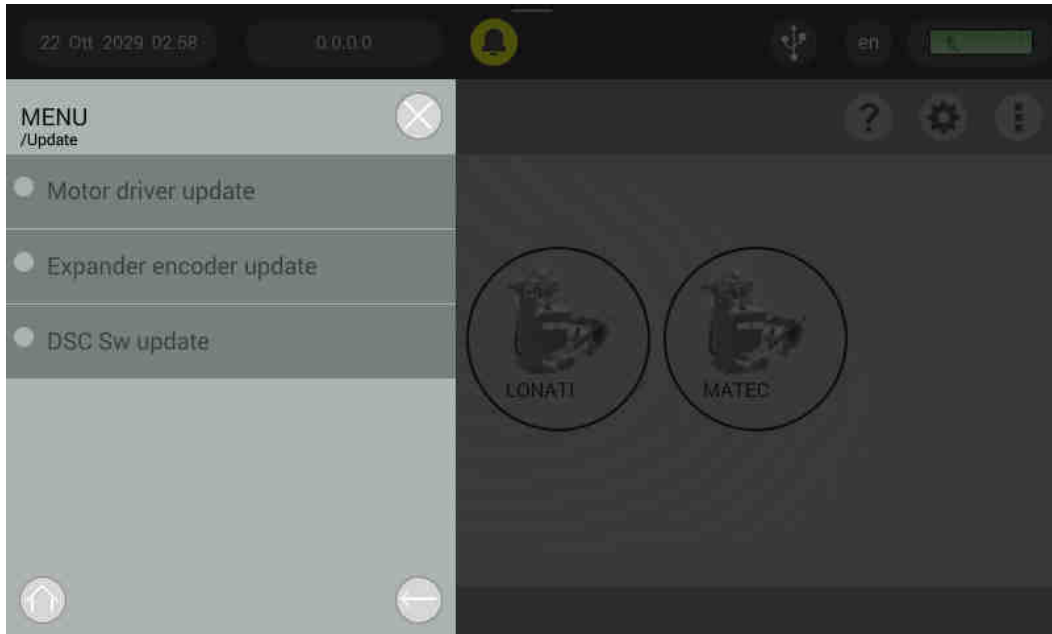 22 Ott 2029 02:58
0.0.0.0
en
MENU
/Update
Motor driver update
Expander encoder update
DSC Sw update
LONATI
MATEC